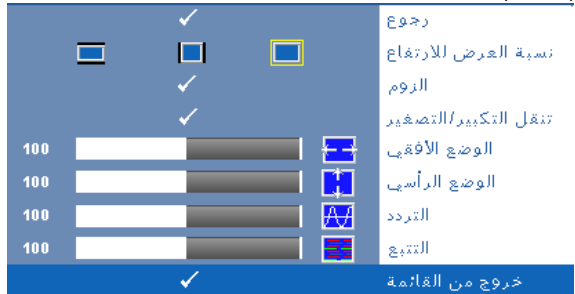 رجوع
نسبة العرض للارتفاع
الزوم
تنقل التكبير/التصغير
الوضع الأفقي 100
الوضع الرأسي 100
التردد 100
التتبع 100
خروج من القائمة